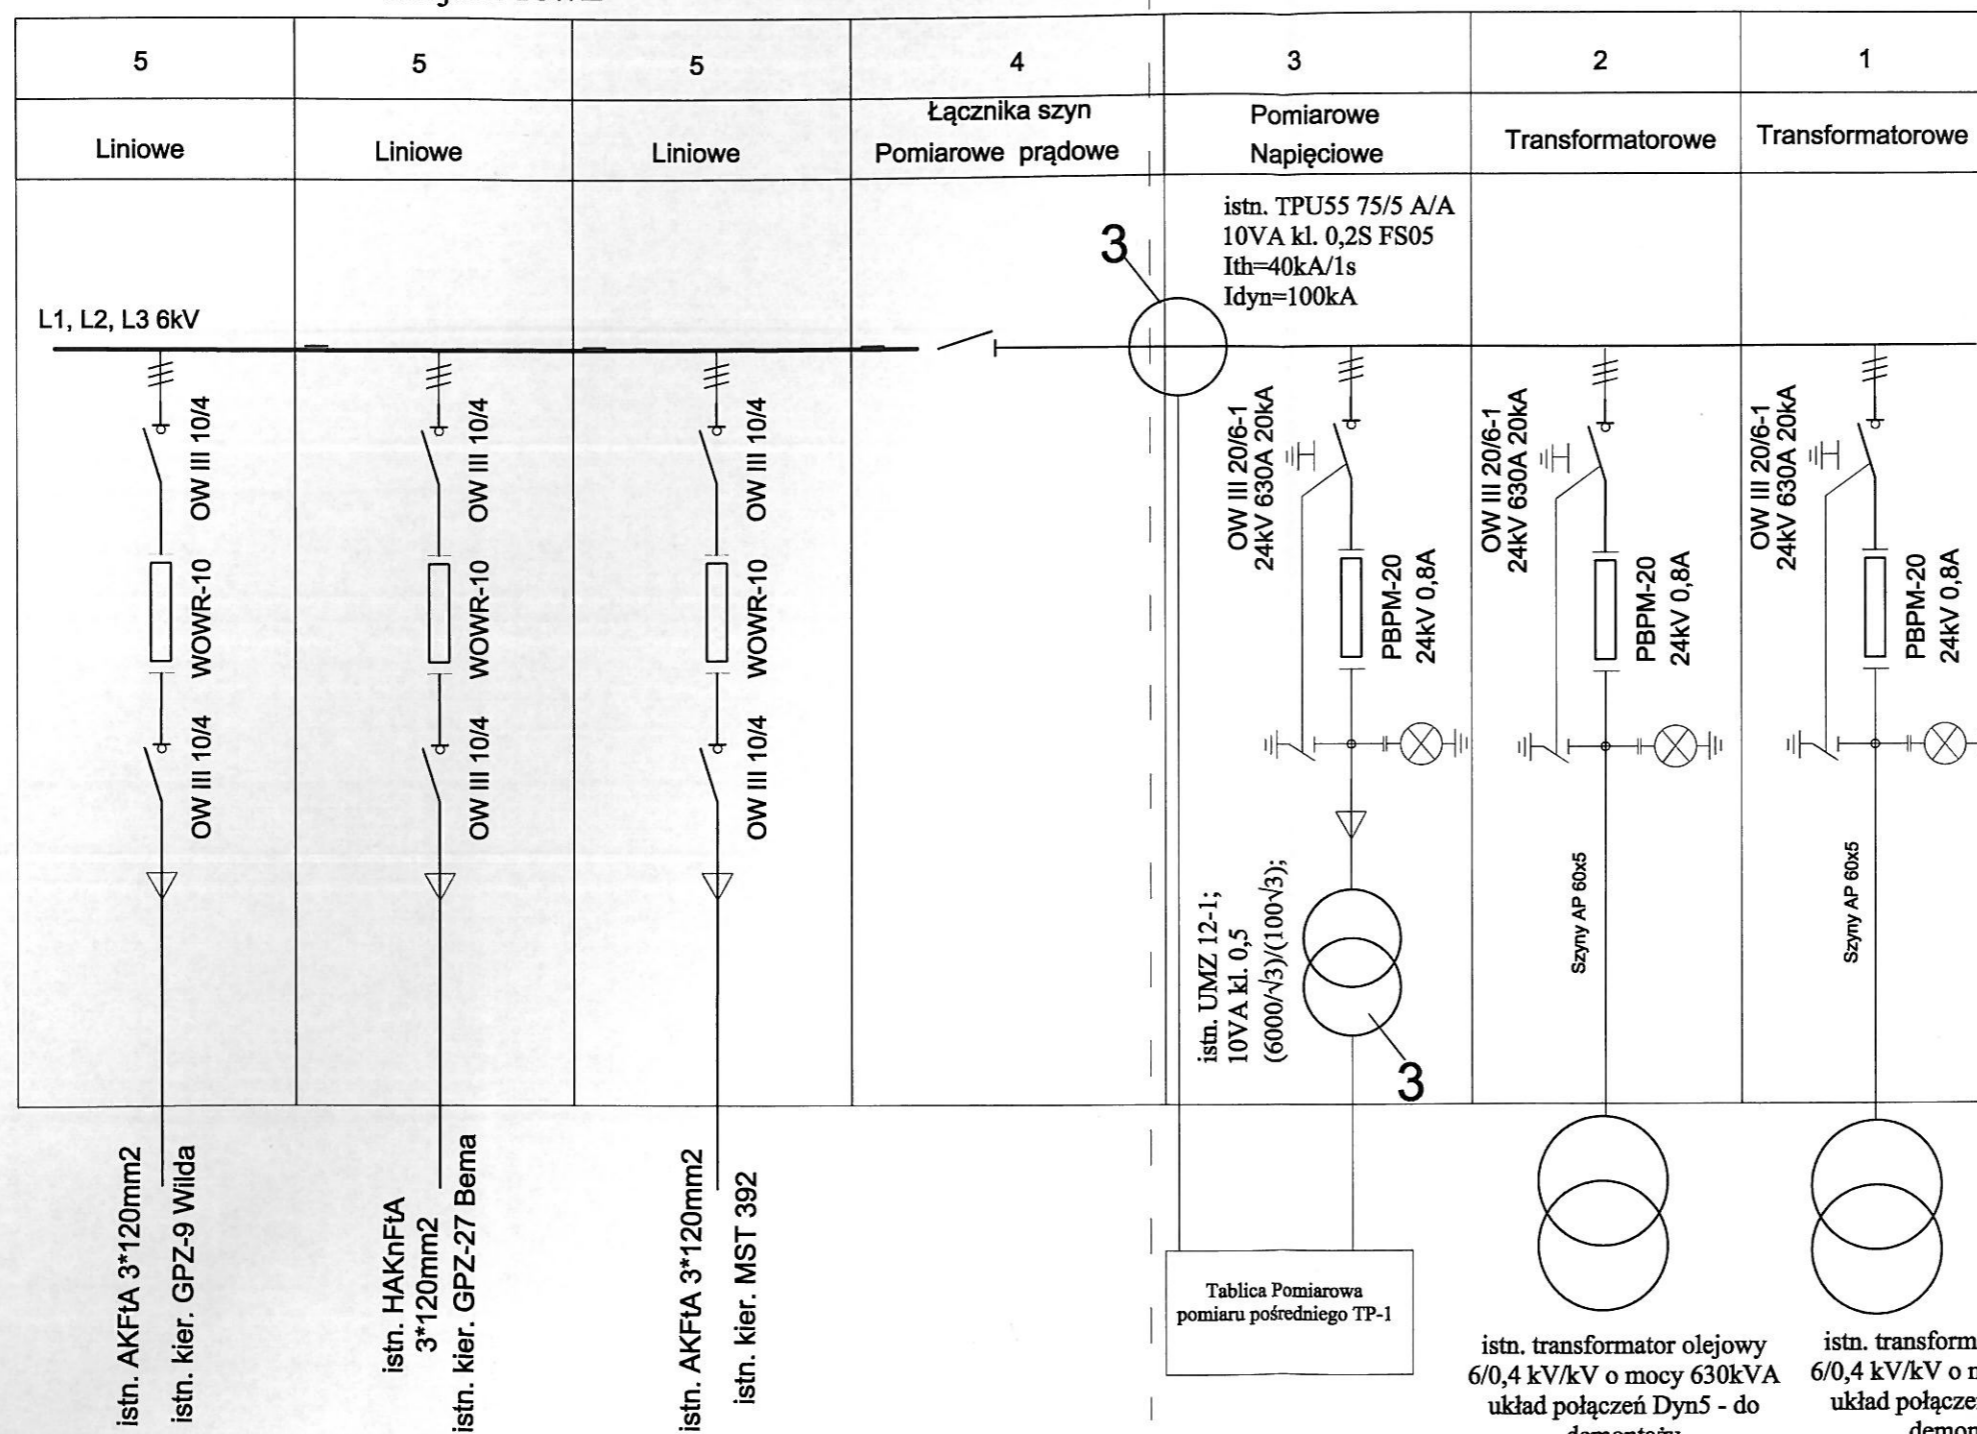 5
5
5
4
3
2
1
Liniowe
Liniowe
Liniowe
Łącznika szyn
Pomiarowe prądowe
Pomiarowe
Napięciowe
Transformatorowe
Transformatorowe
istn. TPU55 75/5 A/A
10VA kl. 0,2S FS05
Ith=40kA/1s
Idyn=100kA
3
L1, L2, L3 6kV
OW III 10/4
WOWR-10
OW III 10/4
OW III 10/4
WOWR-10
OW III 10/4
OW III 10/4
WOWR-10
OW III 10/4
OW III 20/6-1
24kV 630A 20kA
PBPM-20
24kV 0,8A
OW III 20/6-1
24kV 630A 20kA
PBPM-20
24kV 0,8A
OW III 20/6-1
24kV 630A 20kA
PBPM-20
24kV 0,8A
istn. UMZ 12-1;
10VA kl. 0,5
(6000/√3)/(100√3);
3
Szyny AP 60x5
Szyny AP 60x5
istn. AKFtA 3*120mm2
istn. kier. GPZ-9 Wilda
istn. HAKnFtA
3*120mm2
istn. kier. GPZ-27 Bema
istn. AKFtA 3*120mm2
istn. kier. MST 392
Tablica Pomiarowa
pomiaru pośredniego TP-1
istn. transformator olejowy
6/0,4 kV/kV o mocy 630kVA
układ połączeń Dyn5 - do
istn. transform
6/0,4 kV/kV o
układ połącze